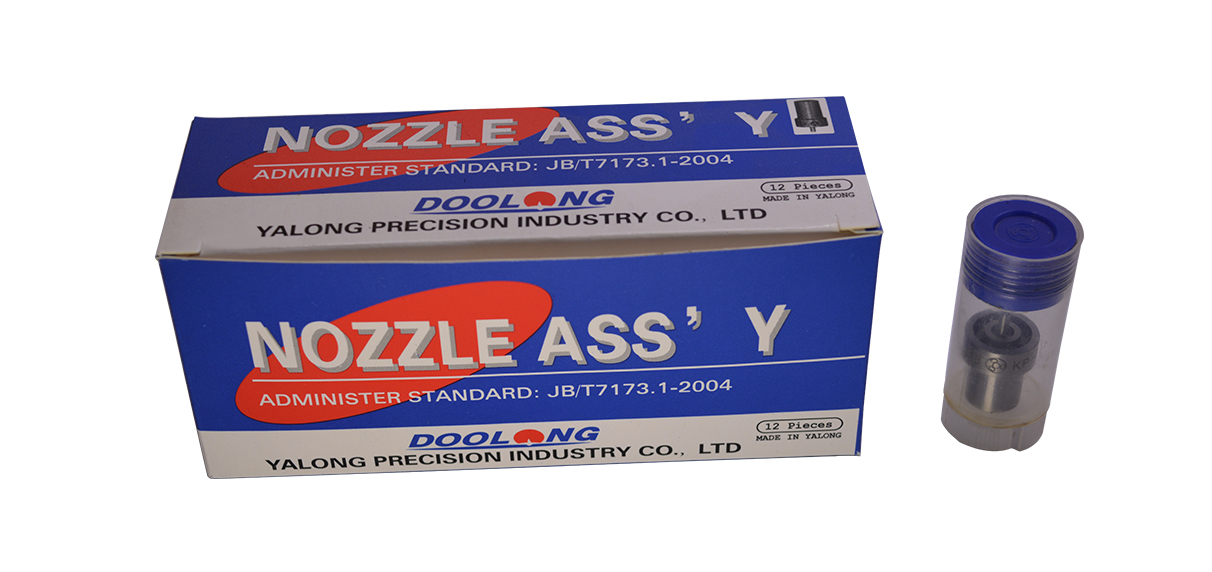 NOZZLE ASS' Y
ADMINISTER STANDARD: JB/T7173.1-2004
12 Pieces
MADE IN YALONG
DOOLONG
YALONG PRECISION INDUSTRY CO., LTD
NOZZLE ASS' Y
ADMINISTER STANDARD: JB/T7173.1-2004
12 Pieces
MADE IN YALONG
DOOLONG
YALONG PRECISION INDUSTRY CO., LTD